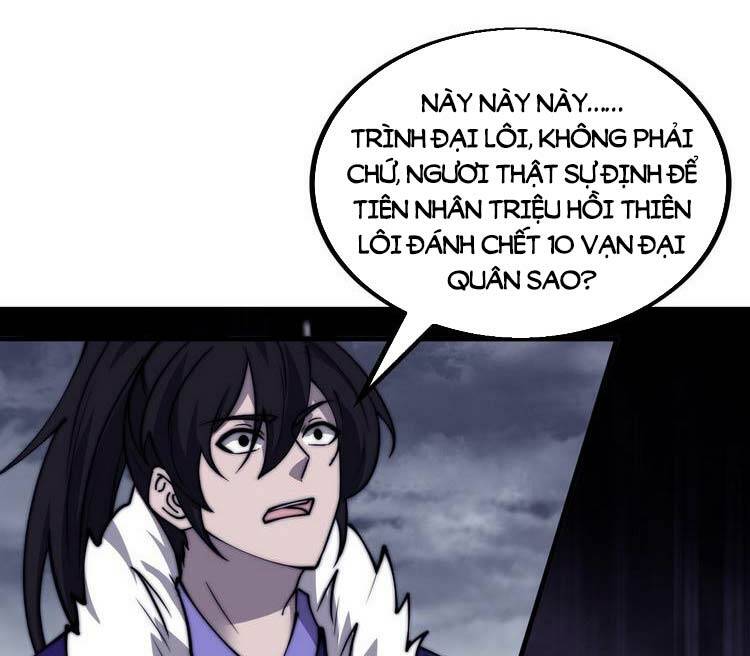 NÀY NÀY NÀY......
TRÌNH ĐẠI LÔI, KHÔNG PHẢI
CHỨ, NGƯƠI THẬT SỰ ĐỊNH ĐỂ
TIÊN NHÂN TRIỆU HỒI THIÊN
LÔI ĐÁNH CHẾT 10 VẠN ĐẠI
QUÂN SAO?